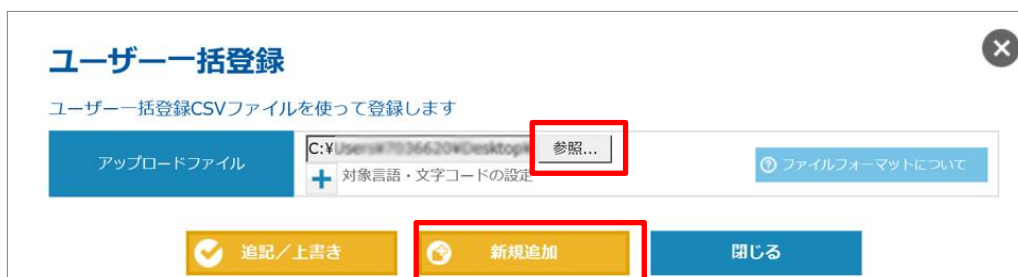 ユーザー一括登録
ユーザー一括登録CSVファイルを使って登録します
アップロードファイル
C:¥
参照...
対象言語・文字コードの設定
ファイルフォーマットについて
追記／上書き
新規追加
閉じる